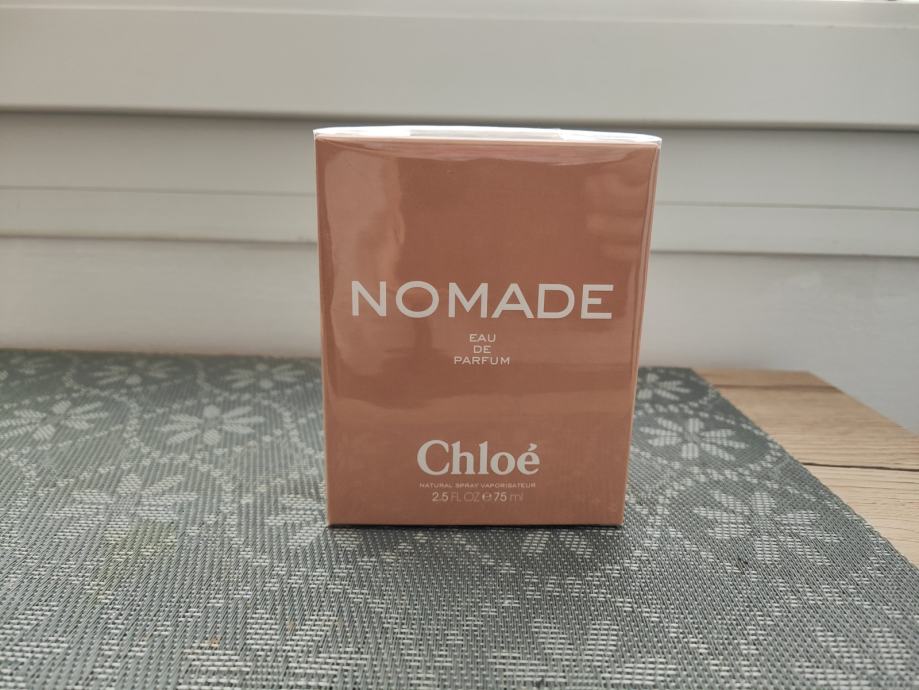 NOMADE
EAU
DE
PARFUM
Chloé
NATURAL SPRAY VAPORISATEUR
2.5 FL. OZ ℮ 75 ml